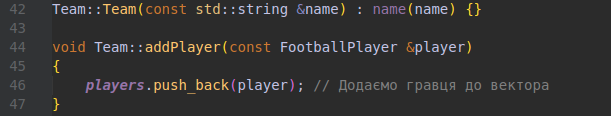 42 Team::Team(const std::string &name) : name(name) {}
43
44 void Team::addPlayer(const FootballPlayer &player)
45 {
46 players.push_back(player); // Додаємо гравця до вектора
47 }